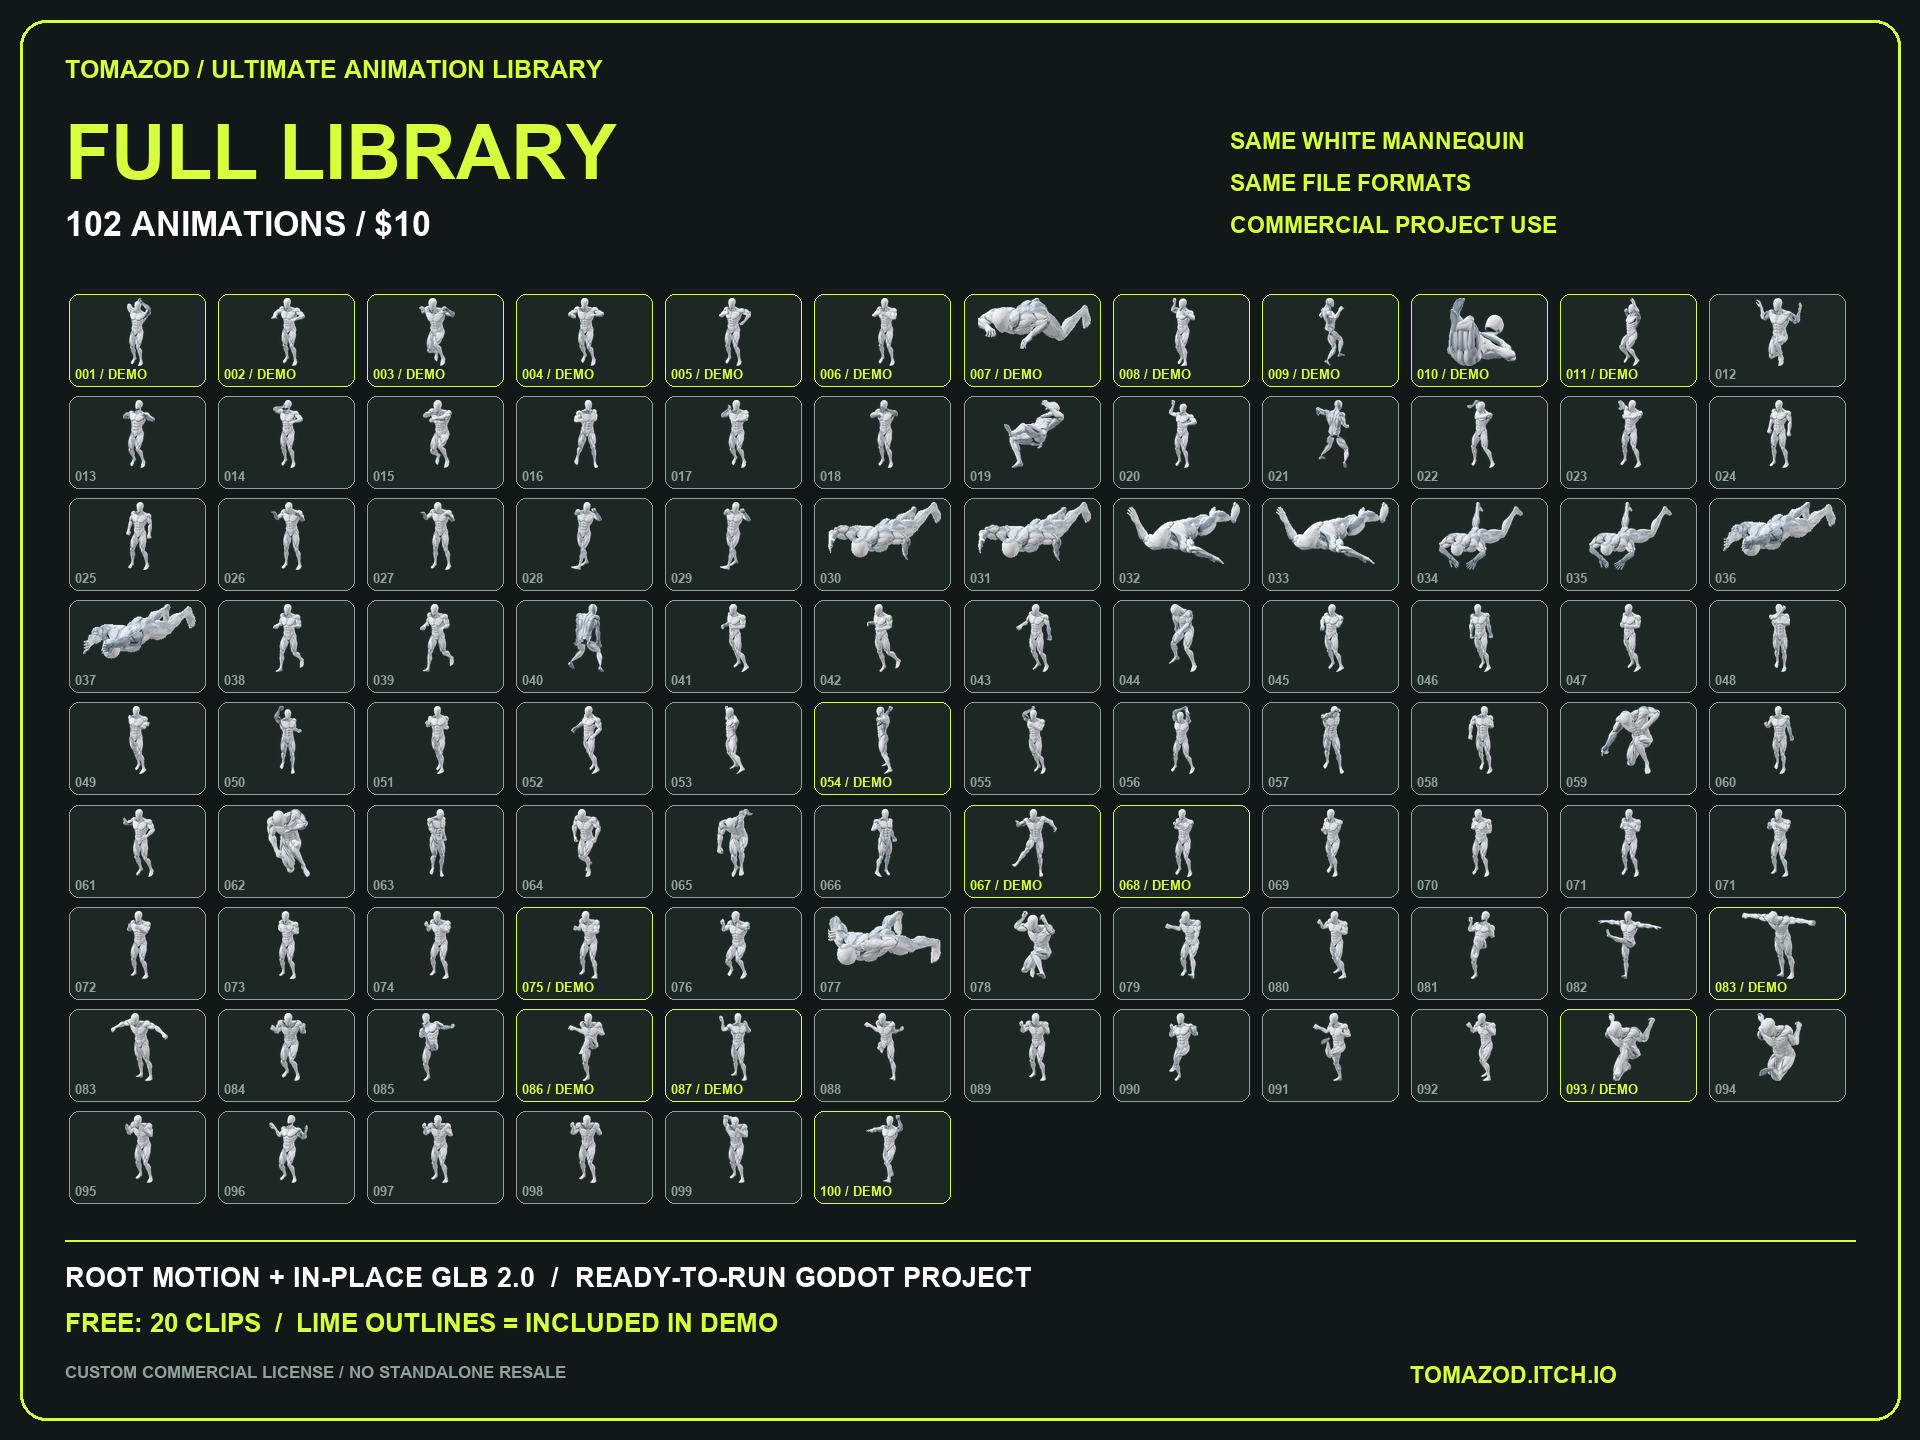 TOMAZOD / ULTIMATE ANIMATION LIBRARY
FULL LIBRARY
102 ANIMATIONS / $10
SAME WHITE MANNEQUIN
SAME FILE FORMATS
COMMERCIAL PROJECT USE
001 / DEMO 002 / DEMO 003 / DEMO 004 / DEMO 005 / DEMO 006 / DEMO 007 / DEMO 008 / DEMO 009 / DEMO 010 / DEMO 011 / DEMO 012
013 014 015 016 017 018 019 020 021 022 023 024
025 026 027 028 029 030 031 032 033 034 035 036
037 038 039 040 041 042 043 044 045 046 047 048
049 050 051 052 053 054 / DEMO 055 056 057 058 059 060
061 062 063 064 065 066 067 / DEMO 068 / DEMO 069 070 071 071
072 073 074 075 / DEMO 076 077 078 079 080 081 082 083 / DEMO
083 084 085 086 / DEMO 087 / DEMO 088 089 090 091 092 093 / DEMO 094
095 096 097 098 099 100 / DEMO
ROOT MOTION + IN-PLACE GLB 2.0 / READY-TO-RUN GODOT PROJECT
FREE: 20 CLIPS / LIME OUTLINES = INCLUDED IN DEMO
CUSTOM COMMERCIAL LICENSE / NO STANDALONE RESALE
TOMAZOD.ITCH.IO